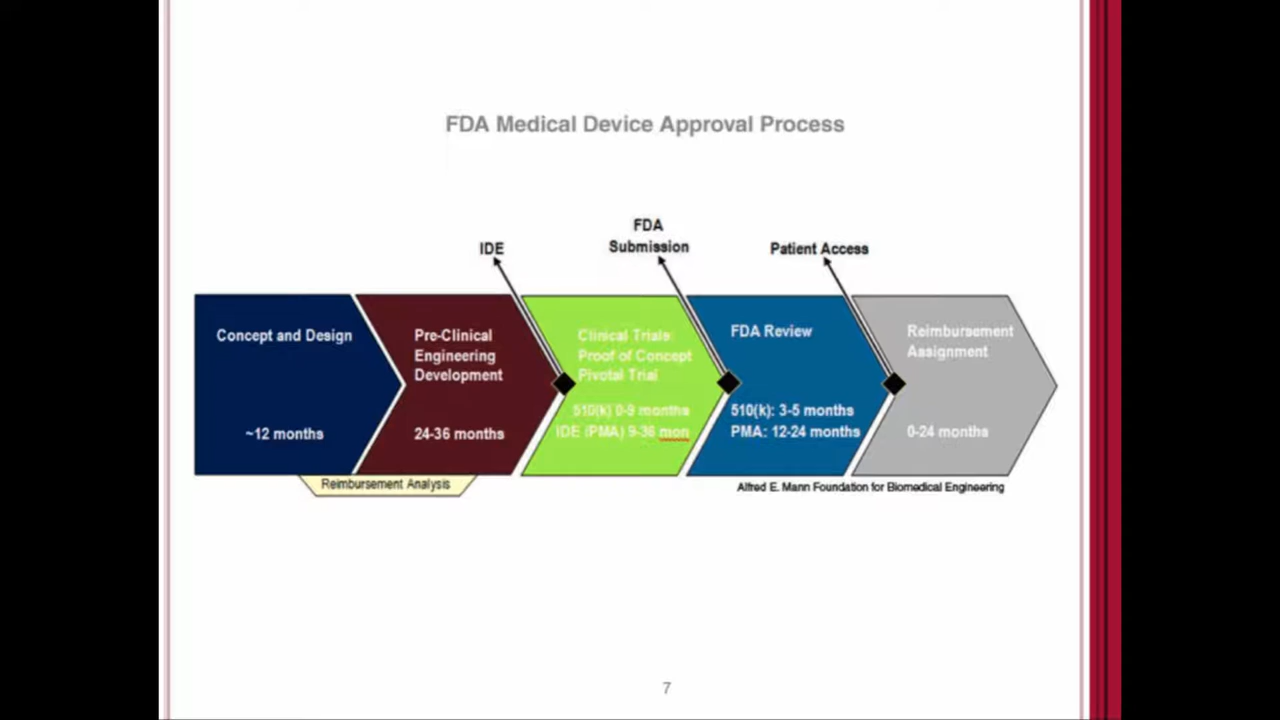 FDA Medical Device Approval Process
IDE
FDA
Submission
Patient Access
Concept and Design
~12 months
Pre-Clinical
Engineering
Development
24-36 months
Clinical Trials
Proof of Concept
Pivotal Trial
510(k) 0-9 months
IDE (PMA) 9-36 mon
FDA Review
510(k): 3-5 months
PMA: 12-24 months
Reimbursement
Assignment
0-24 months
Reimbursement Analysis
Alfred E. Mann Foundation for Biomedical Engineering
7